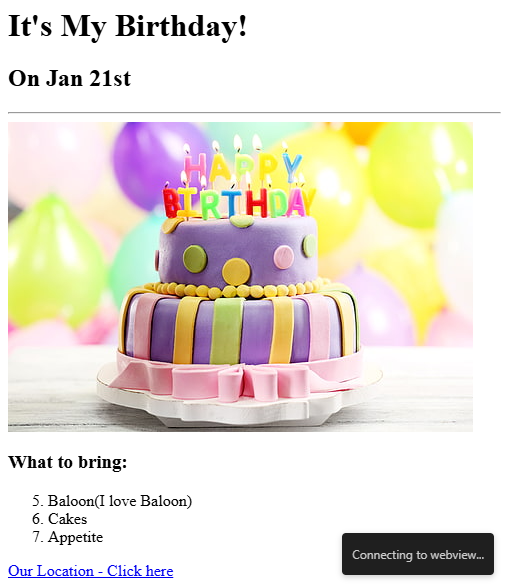 It's My Birthday!
On Jan 21st
HAPPY
BIRTHDAY
What to bring:
5. Baloon(I love Baloon)
6. Cakes
7. Appetite
Our Location - Click here
Connecting to webview...